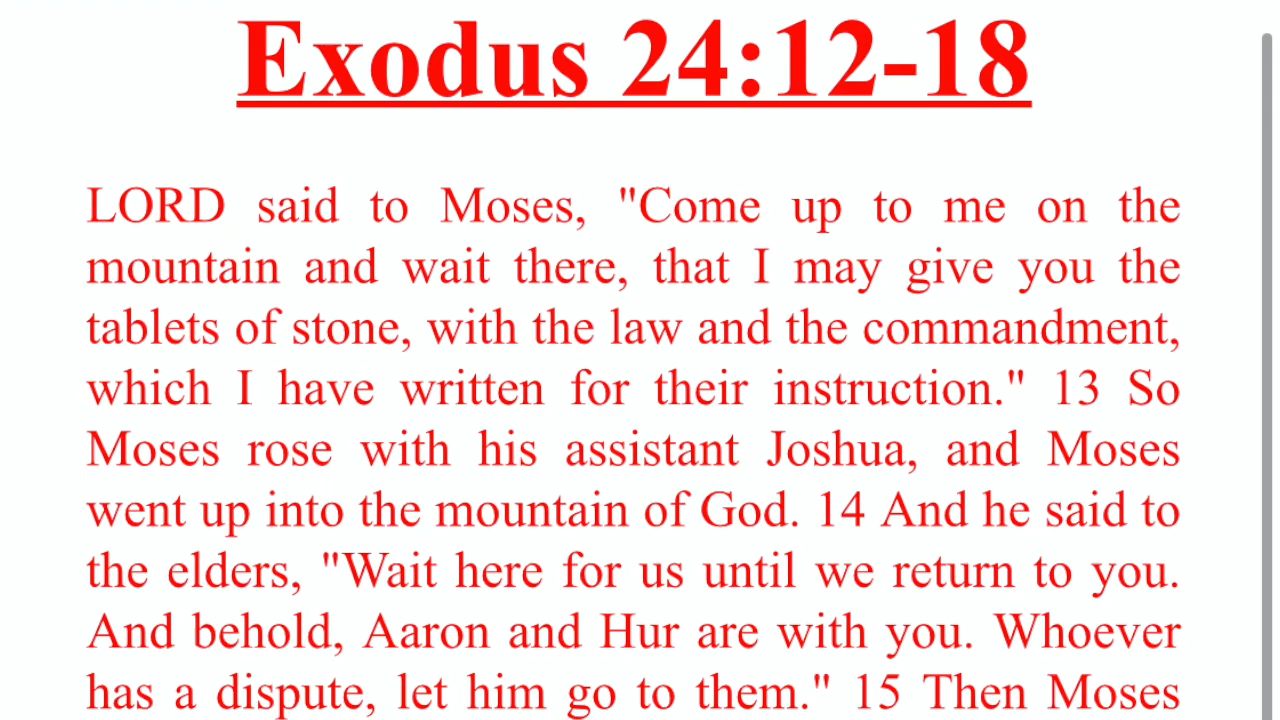 Exodus 24:12-18
LORD said to Moses, "Come up to me on the
mountain and wait there, that I may give you the
tablets of stone, with the law and the commandment,
which I have written for their instruction." 13 So
Moses rose with his assistant Joshua, and Moses
went up into the mountain of God. 14 And he said to
the elders, "Wait here for us until we return to you.
And behold, Aaron and Hur are with you. Whoever
has a dispute, let him go to them." 15 Then Moses